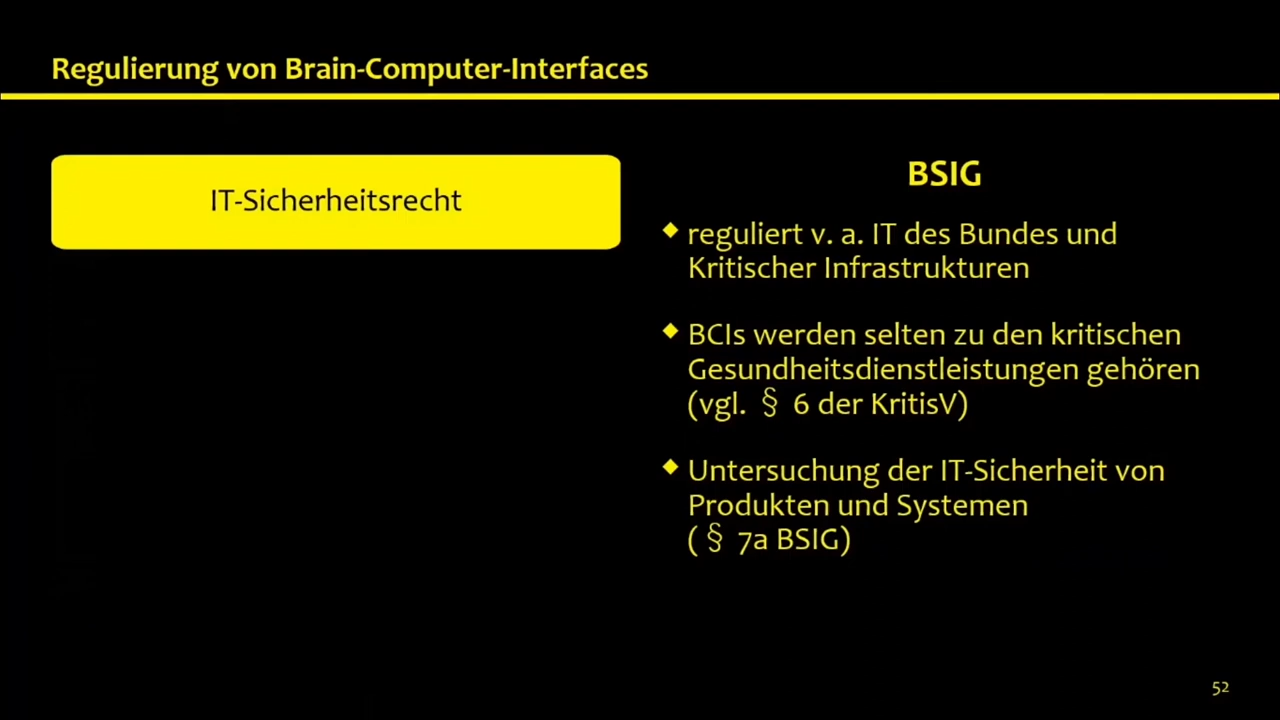 Regulierung von Brain-Computer-Interfaces
IT-Sicherheitsrecht
BSIG
◆ reguliert v. a. IT des Bundes und
Kritischer Infrastrukturen
◆ BCIs werden selten zu den kritischen
Gesundheitsdienstleistungen gehören
(vgl. § 6 der KritisV)
◆ Untersuchung der IT-Sicherheit von
Produkten und Systemen
( § 7a BSIG)
52